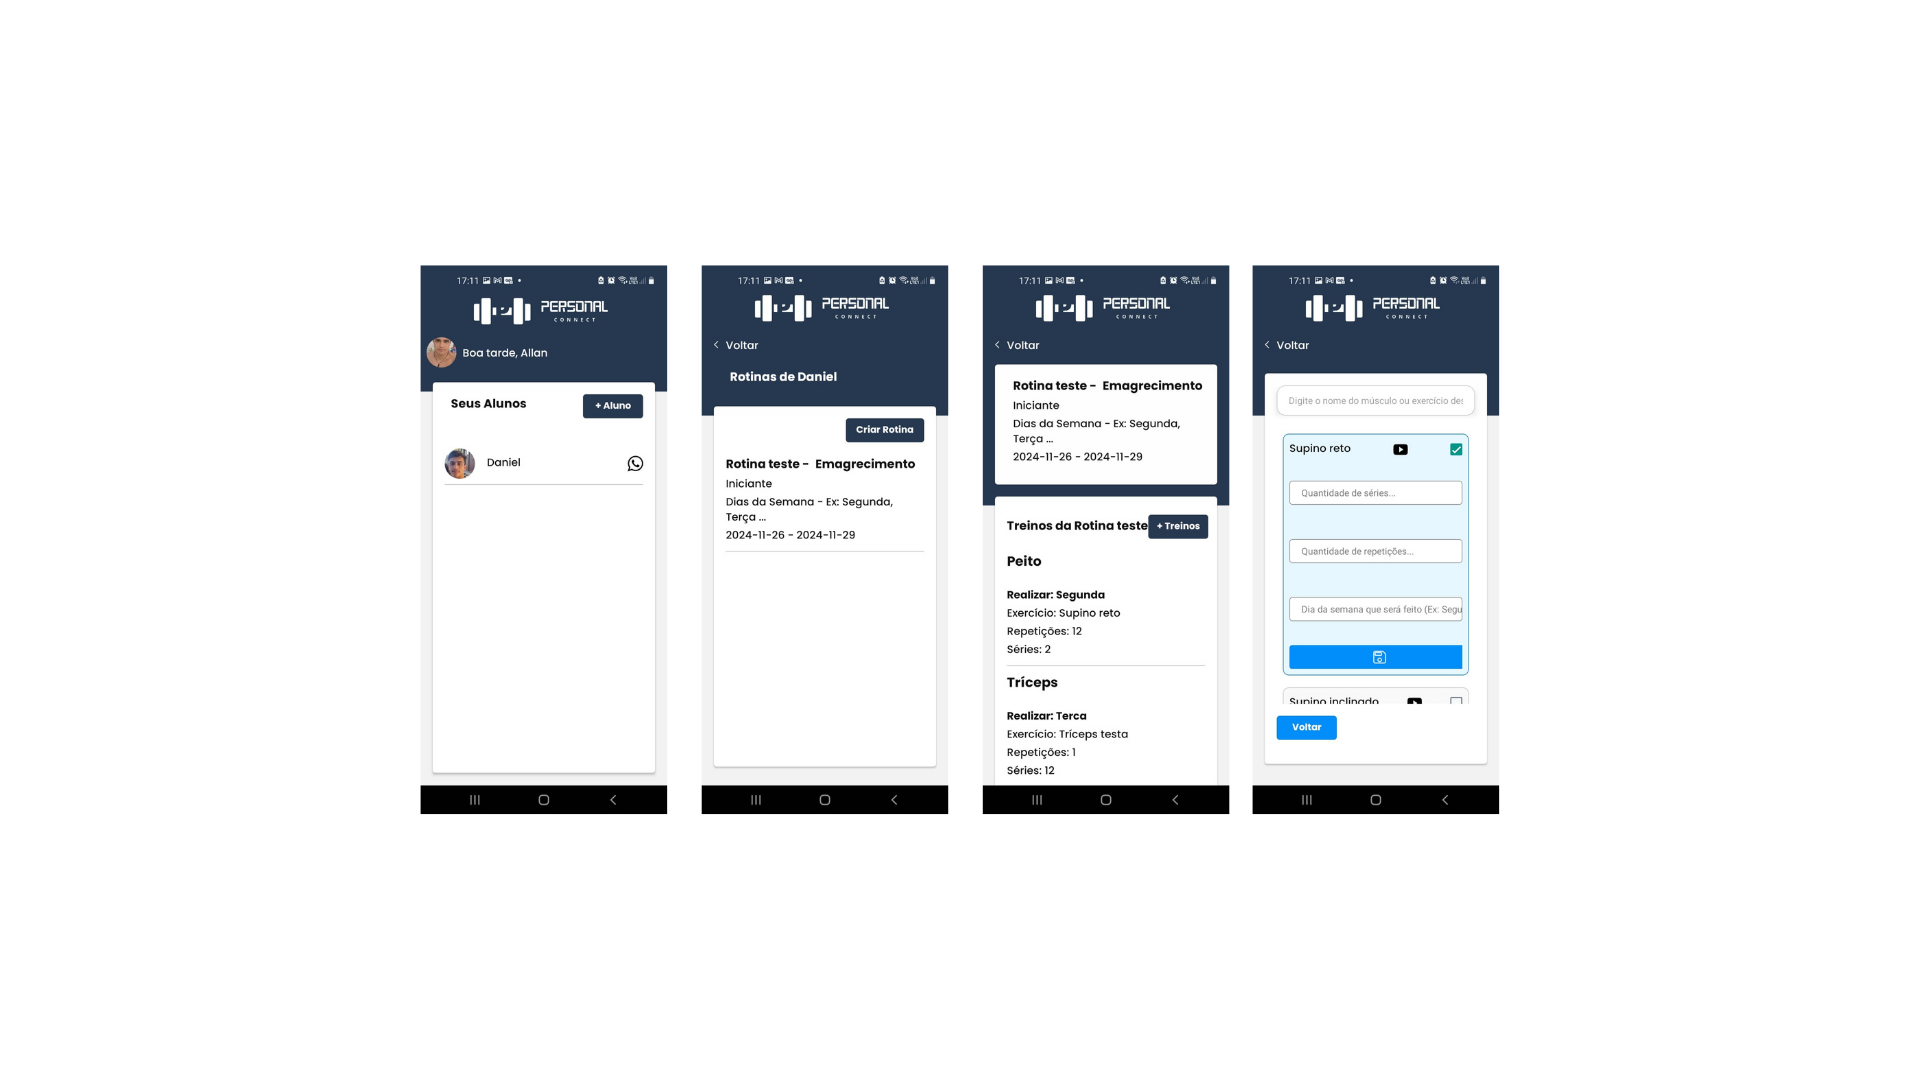 17:11
PERSONAL
CONNECT
Boa tarde, Allan
Seus Alunos
+ Aluno
Daniel
17:11
PERSONAL
CONNECT
Voltar
Rotinas de Daniel
Criar Rotina
Rotina teste - Emagrecimento
Iniciante
Dias da Semana - Ex: Segunda,
Terça ...
2024-11-26 - 2024-11-29
17:11
PERSONAL
CONNECT
Voltar
Rotina teste - Emagrecimento
Iniciante
Dias da Semana - Ex: Segunda,
Terça ...
2024-11-26 - 2024-11-29
Treinos da Rotina teste
+ Treinos
Peito
Realizar: Segunda
Exercício: Supino reto
Repetições: 12
Séries: 2
Tríceps
Realizar: Terca
Exercício: Tríceps testa
Repetições: 1
Séries: 12
17:11
PERSONAL
CONNECT
Voltar
Digite o nome do músculo ou exercício des
Supino reto
Quantidade de séries...
Quantidade de repetições...
Dia da semana que será feito (Ex: Segu
Supino inclinado
Voltar